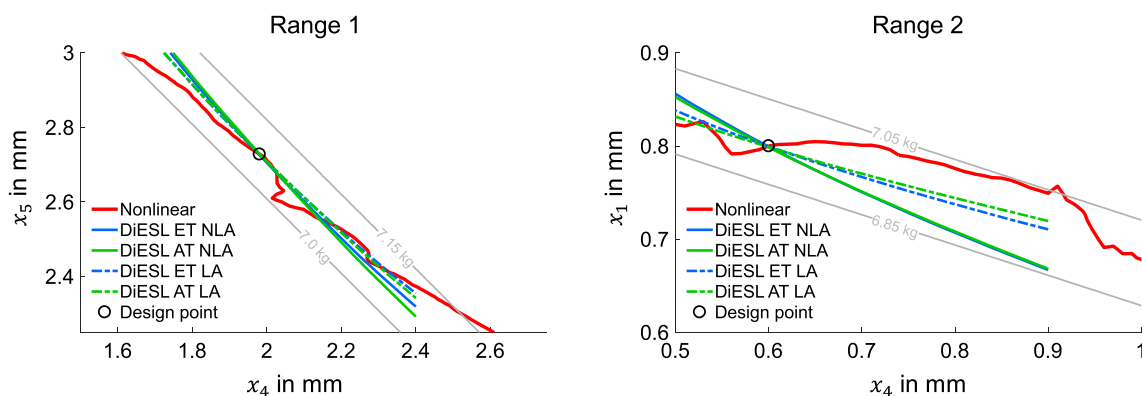 Range 1
3
2.8
2.6
2.4
x5 in mm
7.15 kg
7.0 kg
Nonlinear
DiESL ET NLA
DiESL AT NLA
DiESL ET LA
DiESL AT LA
Design point
1.6 1.8 2 2.2 2.4 2.6
x4 in mm
Range 2
0.9
0.8
0.7
0.6
x1 in mm
7.05 kg
6.85 kg
Nonlinear
DiESL ET NLA
DiESL AT NLA
DiESL ET LA
DiESL AT LA
Design point
0.5 0.6 0.7 0.8 0.9 1
x4 in mm